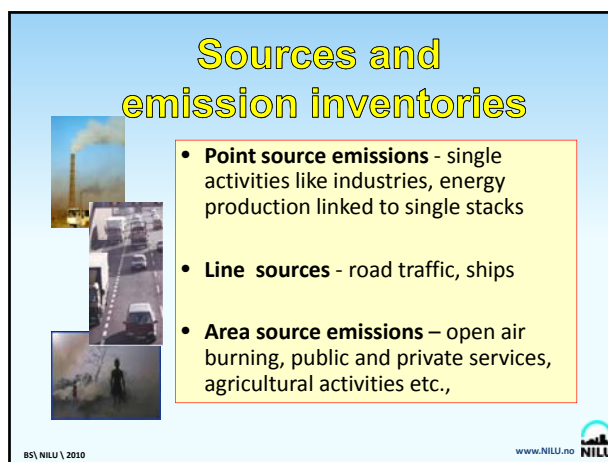 Sources and
emission inventories
• Point source emissions - single
activities like industries, energy
production linked to single stacks
• Line sources - road traffic, ships
• Area source emissions – open air
burning, public and private services,
agricultural activities etc.,
BS\ NILU \ 2010
www.NILU.no NILU